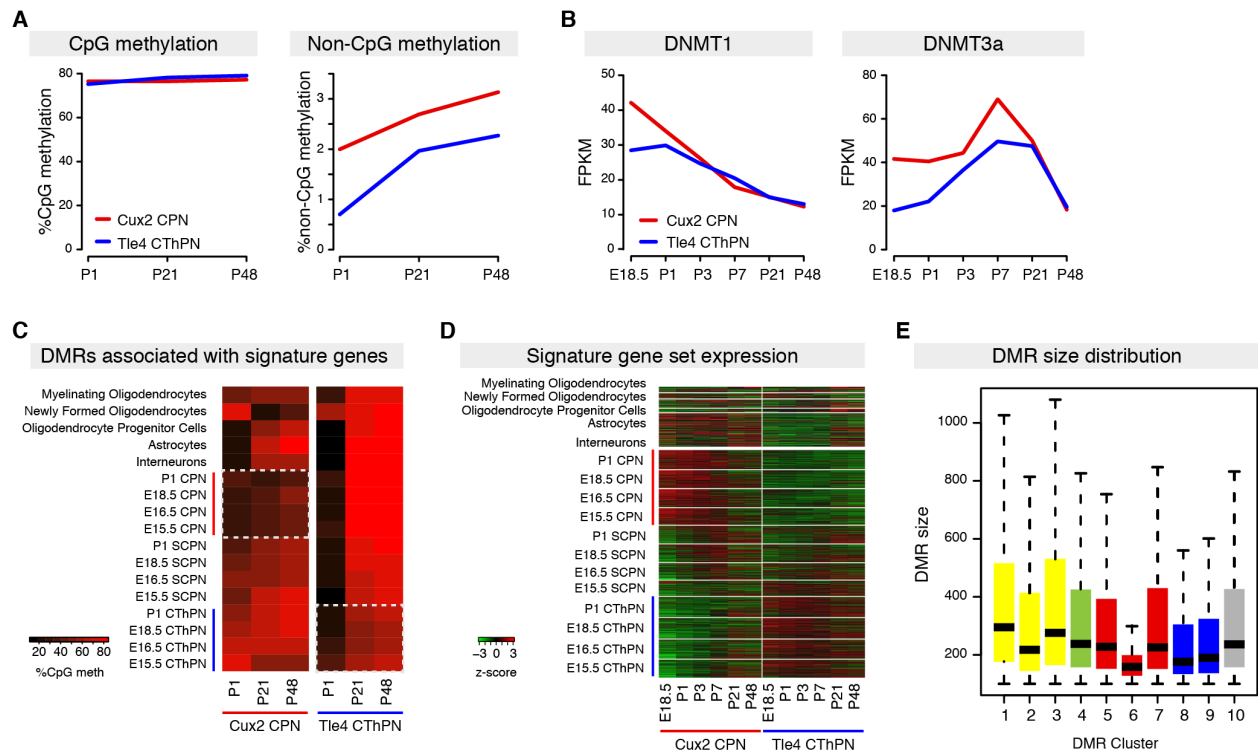 A
CpG methylation
Non-CpG methylation
%CpG methylation
80
60
40
20
0
Cux2 CPN
Tle4 CThPN
P1
P21
P48
%non-CpG methylation
3
2
1
0
P1
P21
P48
B
DNMT1
DNMT3a
FPKM
50
40
30
20
10
0
Cux2 CPN
Tle4 CThPN
E18.5
P1
P3
P7
P21
P48
FPKM
80
60
40
20
0
E18.5
P1
P3
P7
P21
P48
C
DMRs associated with signature genes
Myelinating Oligodendrocytes
Newly Formed Oligodendrocytes
Oligodendrocyte Progenitor Cells
Astrocytes
Interneurons
P1 CPN
E18.5 CPN
E16.5 CPN
E15.5 CPN
P1 SCPN
E18.5 SCPN
E16.5 SCPN
E15.5 SCPN
P1 CThPN
E18.5 CThPN
E16.5 CThPN
E15.5 CThPN
20 40 60 80
%CpG meth
P1
P21
P48
P1
P21
P48
Cux2 CPN
Tle4 CThPN
D
Signature gene set expression
Myelinating Oligodendrocytes
Newly Formed Oligodendrocytes
Oligodendrocyte Progenitor Cells
Astrocytes
Interneurons
P1 CPN
E18.5 CPN
E16.5 CPN
E15.5 CPN
P1 SCPN
E18.5 SCPN
E16.5 SCPN
E15.5 SCPN
P1 CThPN
E18.5 CThPN
E16.5 CThPN
E15.5 CThPN
−3 0 3
z-score
E18.5
P1
P3
P7
P21
P48
E18.5
P1
P3
P7
P21
P48
Cux2 CPN
Tle4 CThPN
E
DMR size distribution
DMR size
1000
800
600
400
200
1 2 3 4 5 6 7 8 9 10
DMR Cluster